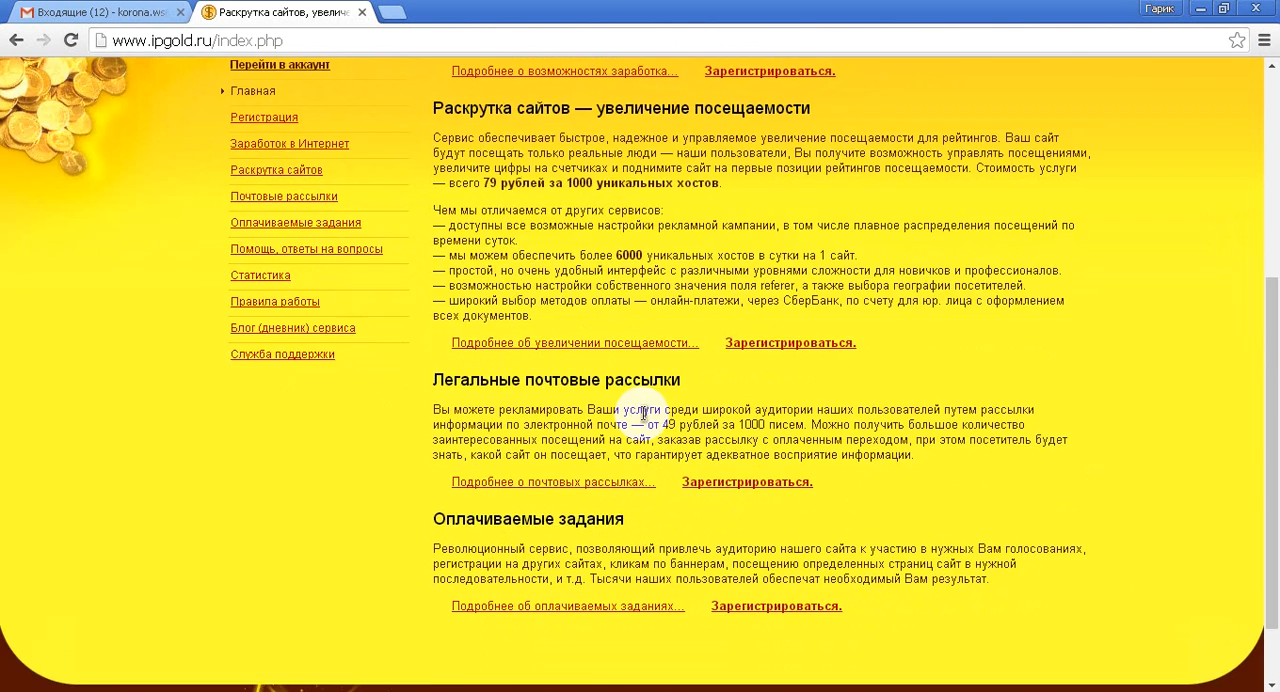 Входящие (12) - korona.ws
Раскрутка сайтов, увелич
Гарик
www.ipgold.ru/index.php
Перейти в аккаунт
Главная
Регистрация
Заработок в Интернет
Раскрутка сайтов
Почтовые рассылки
Оплачиваемые задания
Помощь, ответы на вопросы
Статистика
Правила работы
Блог (дневник) сервиса
Служба поддержки
Подробнее о возможностях заработка... Зарегистрироваться.
Раскрутка сайтов — увеличение посещаемости
Сервис обеспечивает быстрое, надежное и управляемое увеличение посещаемости для рейтингов. Ваш сайт
будут посещать только реальные люди — наши пользователи, Вы получите возможность управлять посещениями,
увеличите цифры на счетчиках и поднимите сайт на первые позиции рейтингов посещаемости. Стоимость услуги
— всего 79 рублей за 1000 уникальных хостов.
Чем мы отличаемся от других сервисов:
— доступны все возможные настройки рекламной кампании, в том числе плавное распределения посещений по
времени суток.
— мы можем обеспечить более 6000 уникальных хостов в сутки на 1 сайт.
— простой, но очень удобный интерфейс с различными уровнями сложности для новичков и профессионалов.
— возможностью настройки собственного значения поля referer, а также выбора географии посетителей.
— широкий выбор методов оплаты — онлайн-платежи, через СберБанк, по счету для юр. лица с оформлением
всех документов.
Подробнее об увеличении посещаемости... Зарегистрироваться.
Легальные почтовые рассылки
Вы можете рекламировать Ваши услуги среди широкой аудитории наших пользователей путем рассылки
информации по электронной почте — от 49 рублей за 1000 писем. Можно получить большое количество
заинтересованных посещений на сайт, заказав рассылку с оплаченным переходом, при этом посетитель будет
знать, какой сайт он посещает, что гарантирует адекватное восприятие информации.
Подробнее о почтовых рассылках... Зарегистрироваться.
Оплачиваемые задания
Революционный сервис, позволяющий привлечь аудиторию нашего сайта к участию в нужных Вам голосованиях,
регистрации на других сайтах, кликам по баннерам, посещению определенных страниц сайт в нужной
последовательности, и т.д. Тысячи наших пользователей обеспечат необходимый Вам результат.
Подробнее об оплачиваемых заданиях... Зарегистрироваться.